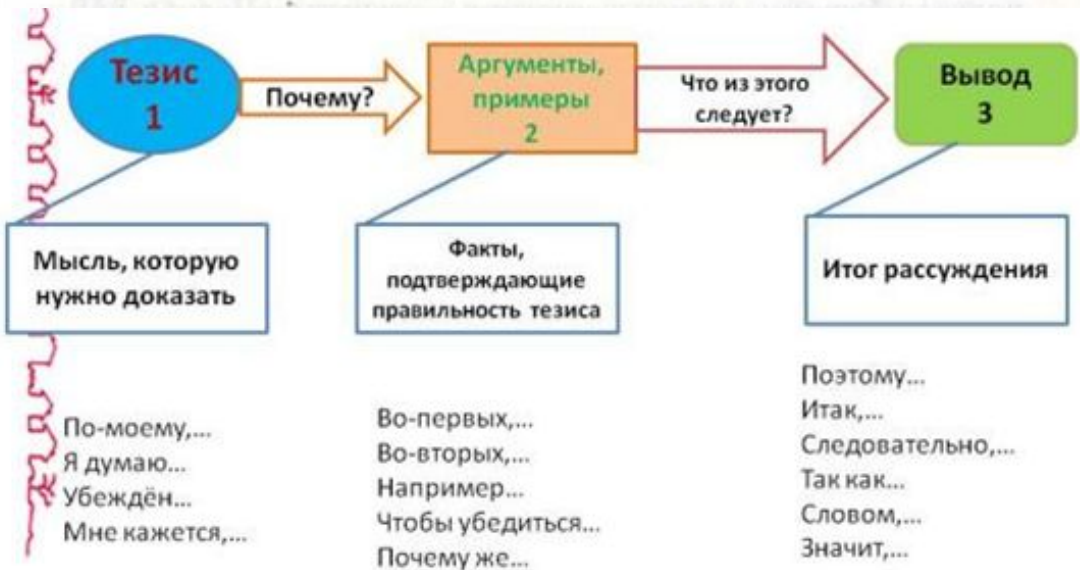 Тезис
1
Почему?
Аргументы,
примеры
2
Что из этого
следует?
Вывод
3
Мысль, которую
нужно доказать
Факты,
подтверждающие
правильность тезиса
Итог рассуждения
По-моему,...
Я думаю...
Убеждён...
Мне кажется,...
Во-первых,...
Во-вторых,...
Например...
Чтобы убедиться...
Почему же...
Поэтому...
Итак,...
Следовательно,...
Так как...
Словом,...
Значит,...